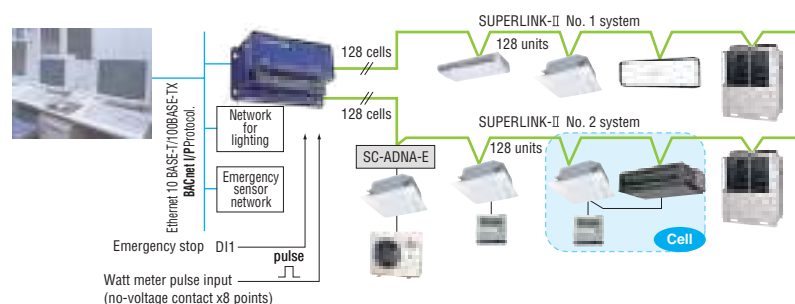 SUPERLINK-II No. 1 system
128 cells
128 units
128 cells
SUPERLINK-II No. 2 system
128 units
Ethernet 10 BASE-T/100BASE-TX
BACnet I/PProtocol.
Network
for
lighting
Emergency
sensor
network
SC-ADNA-E
Cell
Emergency stop DI1
pulse
Watt meter pulse input
(no-voltage contact x8 points)